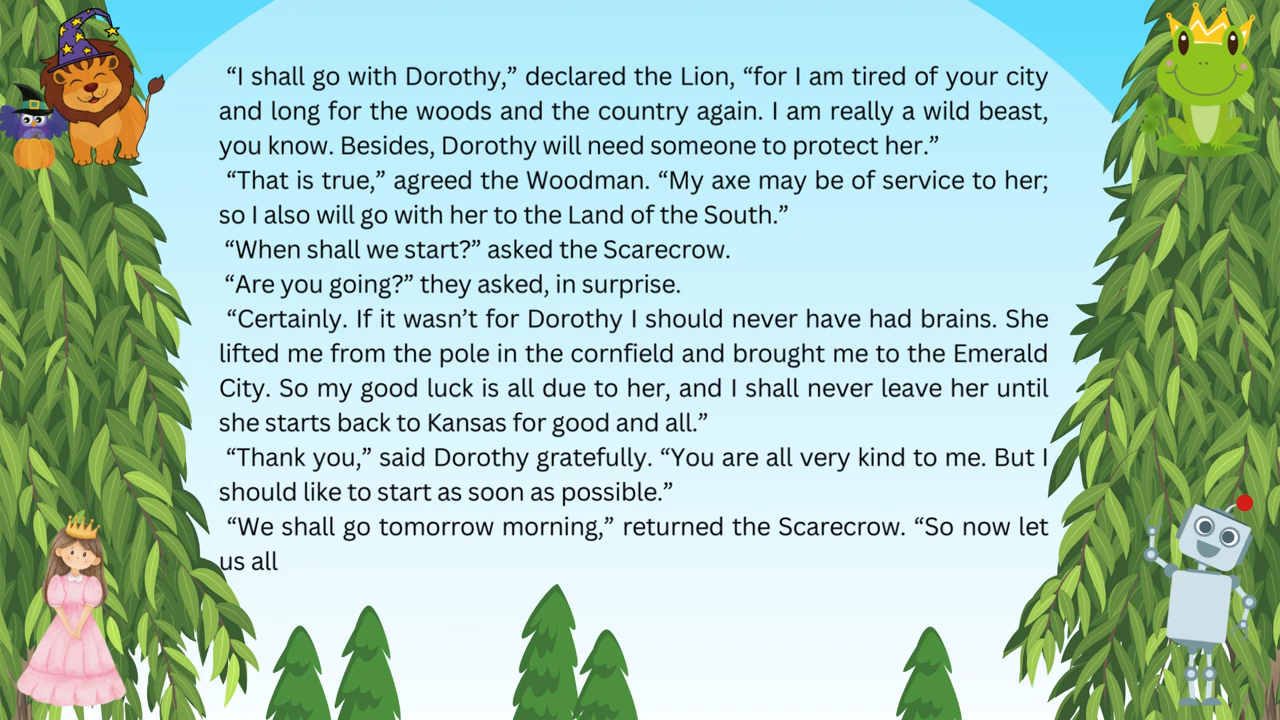 “I shall go with Dorothy,” declared the Lion, “for I am tired of your city
and long for the woods and the country again. I am really a wild beast,
you know. Besides, Dorothy will need someone to protect her.”
“That is true,” agreed the Woodman. “My axe may be of service to her;
so I also will go with her to the Land of the South.”
“When shall we start?” asked the Scarecrow.
“Are you going?” they asked, in surprise.
“Certainly. If it wasn’t for Dorothy I should never have had brains. She
lifted me from the pole in the cornfield and brought me to the Emerald
City. So my good luck is all due to her, and I shall never leave her until
she starts back to Kansas for good and all.”
“Thank you,” said Dorothy gratefully. “You are all very kind to me. But I
should like to start as soon as possible.”
“We shall go tomorrow morning,” returned the Scarecrow. “So now let
us all